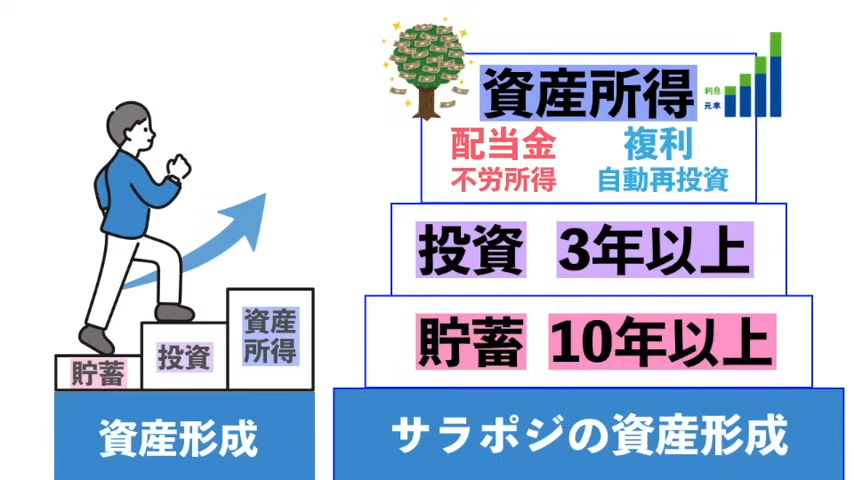 資産所得
利息
元本
配当金
複利
不労所得
自動再投資
投資 3年以上
貯蓄 10年以上
サラポジの資産形成
資産
所得
投資
貯蓄
資産形成